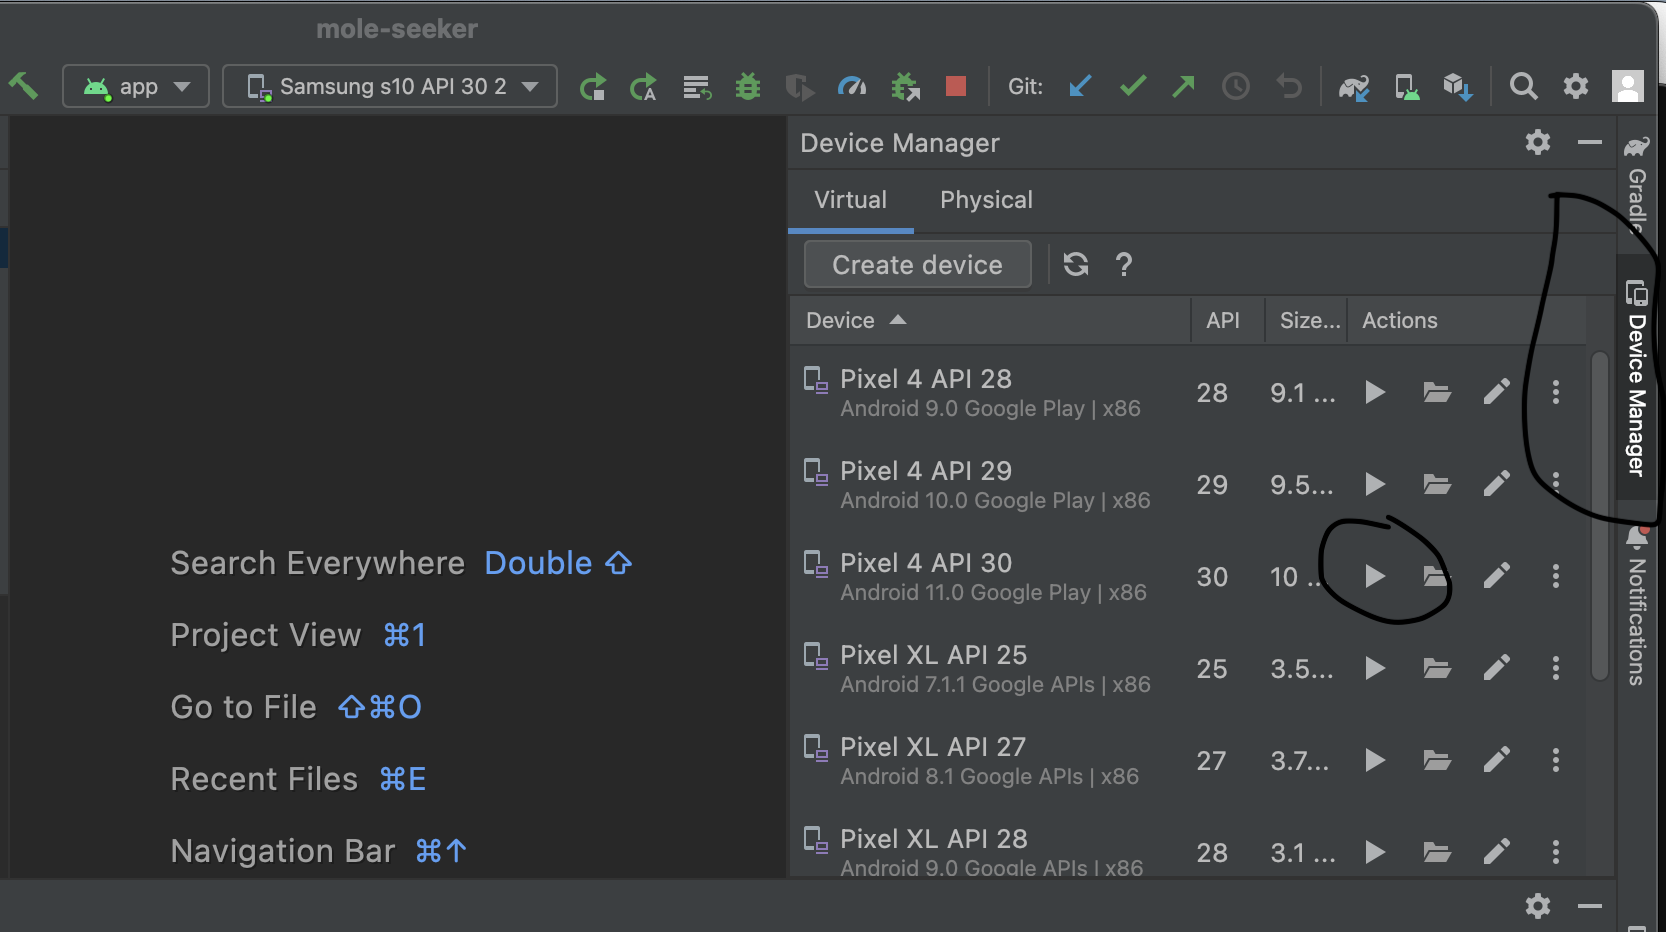 mole-seeker
app
Samsung s10 API 30 2
Git:
Device Manager
Virtual
Physical
Create device
?
Device
API
Size...
Actions
Pixel 4 API 28
Android 9.0 Google Play | x86
28
9.1 ...
Pixel 4 API 29
Android 10.0 Google Play | x86
29
9.5...
Pixel 4 API 30
Android 11.0 Google Play | x86
30
10 ...
Pixel XL API 25
Android 7.1.1 Google APIs | x86
25
3.5...
Pixel XL API 27
Android 8.1 Google APIs | x86
27
3.7...
Pixel XL API 28
Android 9.0 Google APIs | x86
28
3.1 ...
Search Everywhere Double ⇧
Project View ⌘1
Go to File ⇧⌘O
Recent Files ⌘E
Navigation Bar ⌘↑
Gradle
Device Manager
Notifications